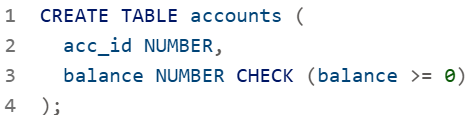 1 CREATE TABLE accounts (
2   acc_id NUMBER,
3   balance NUMBER CHECK (balance >= 0)
4 );